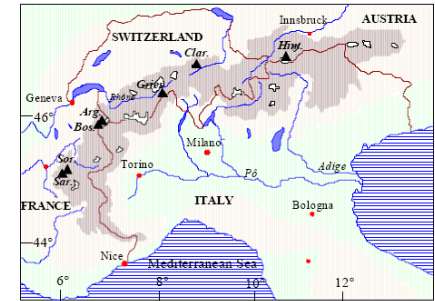 Innsbruck AUSTRIA
SWITZERLAND
Clar. Hint.
Gries.
Rhône
Geneva
46°
Arg.
Bos.
Milano
Sor.
Sar.
Torino
Pô
Adige
FRANCE
ITALY
Bologna
44°
Nice
Mediterranean Sea
6° 8° 10° 12°